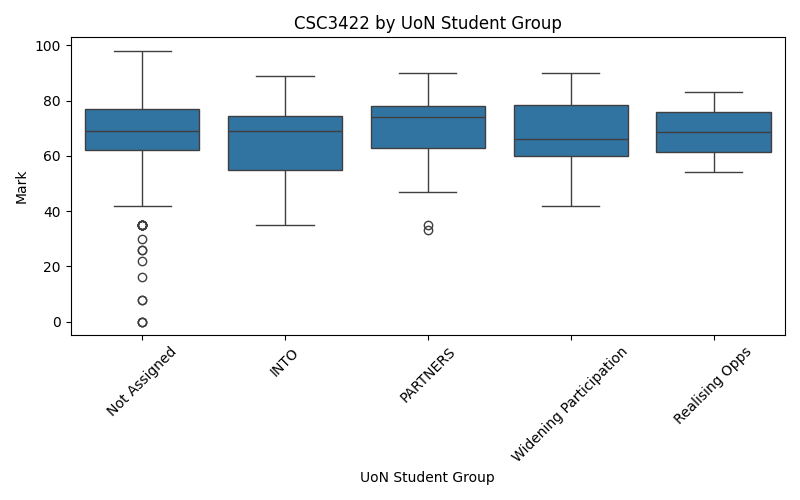 CSC3422 by UoN Student Group
Mark
100
80
60
40
20
0
Not Assigned
INTO
PARTNERS
Widening Participation
Realising Opps
UoN Student Group